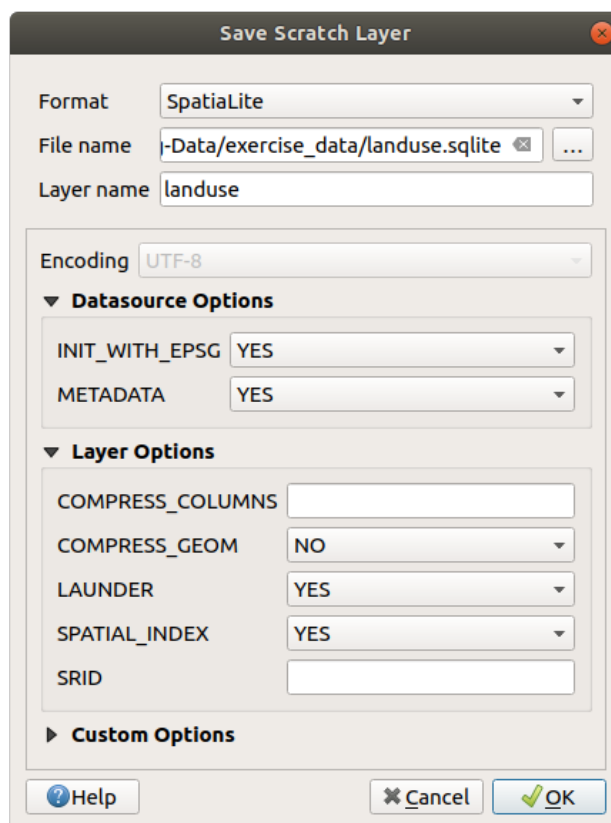 Save Scratch Layer
Format SpatiaLite
File name -Data/exercise_data/landuse.sqlite ...
Layer name landuse
Encoding UTF-8
Datasource Options
INIT_WITH_EPSG YES
METADATA YES
Layer Options
COMPRESS_COLUMNS
COMPRESS_GEOM NO
LAUNDER YES
SPATIAL_INDEX YES
SRID
Custom Options
Help Cancel OK